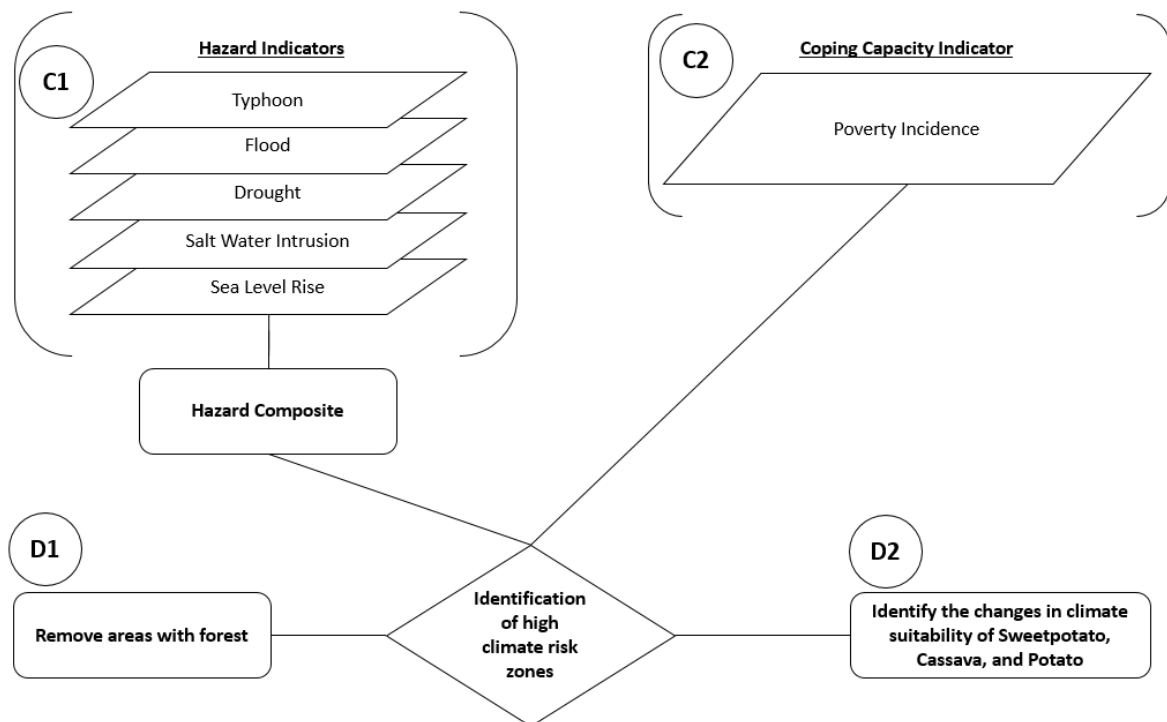 Hazard Indicators
C1
Typhoon
Flood
Drought
Salt Water Intrusion
Sea Level Rise
Coping Capacity Indicator
C2
Poverty Incidence
Hazard Composite
D1
Remove areas with forest
Identification
of high
climate risk
zones
D2
Identify the changes in climate
suitability of Sweetpotato,
Cassava, and Potato